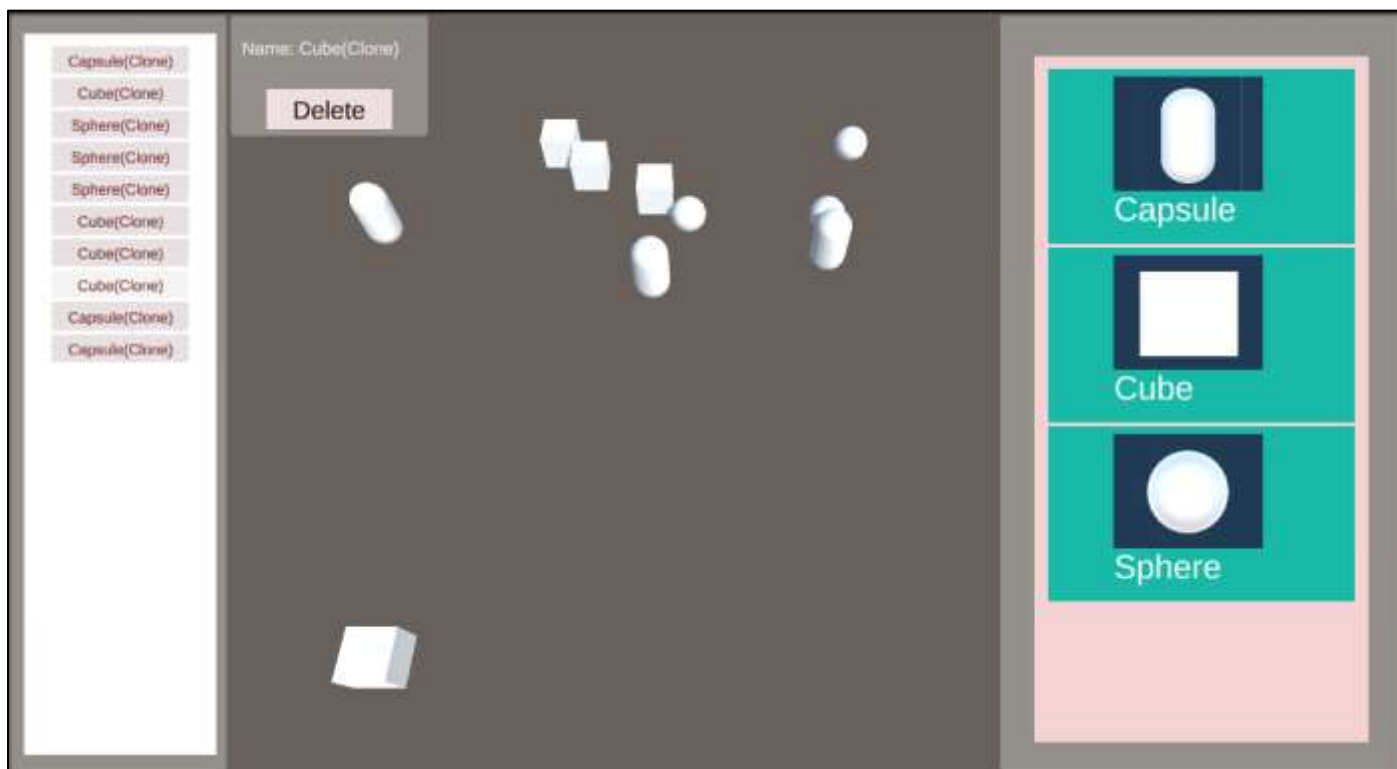 Capsule(Clone)
Cube(Clone)
Sphere(Clone)
Sphere(Clone)
Sphere(Clone)
Cube(Clone)
Cube(Clone)
Cube(Clone)
Capsule(Clone)
Capsule(Clone)
Name: Cube(Clone)
Delete
Capsule
Cube
Sphere